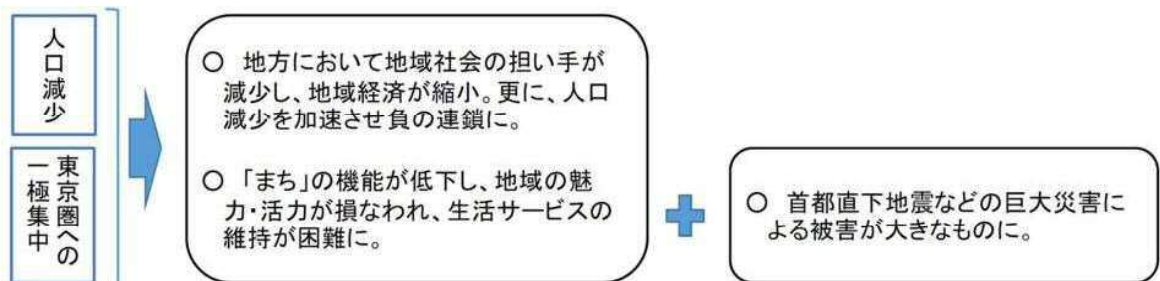 人口減少
東京圏への
一極集中
○ 地方において地域社会の担い手が
減少し、地域経済が縮小。更に、人口
減少を加速させ負の連鎖に。
○ 「まち」の機能が低下し、地域の魅
力・活力が損なわれ、生活サービスの
維持が困難に。
○ 首都直下地震などの巨大災害に
よる被害が大きなものに。